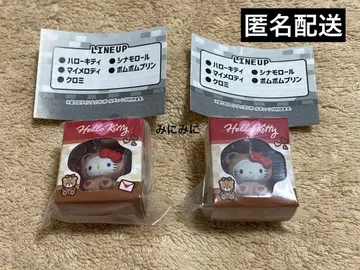 匿名配送
LINEUP
●ハローキティ ●シナモロール
●マイメロディ ●ポムポムプリン
●クロミ
LINEUP
●ハローキティ ●シナモロール
●マイメロディ ●ポムポムプリン
●クロミ
みにみに
Hello Kitty
Hello Kitty